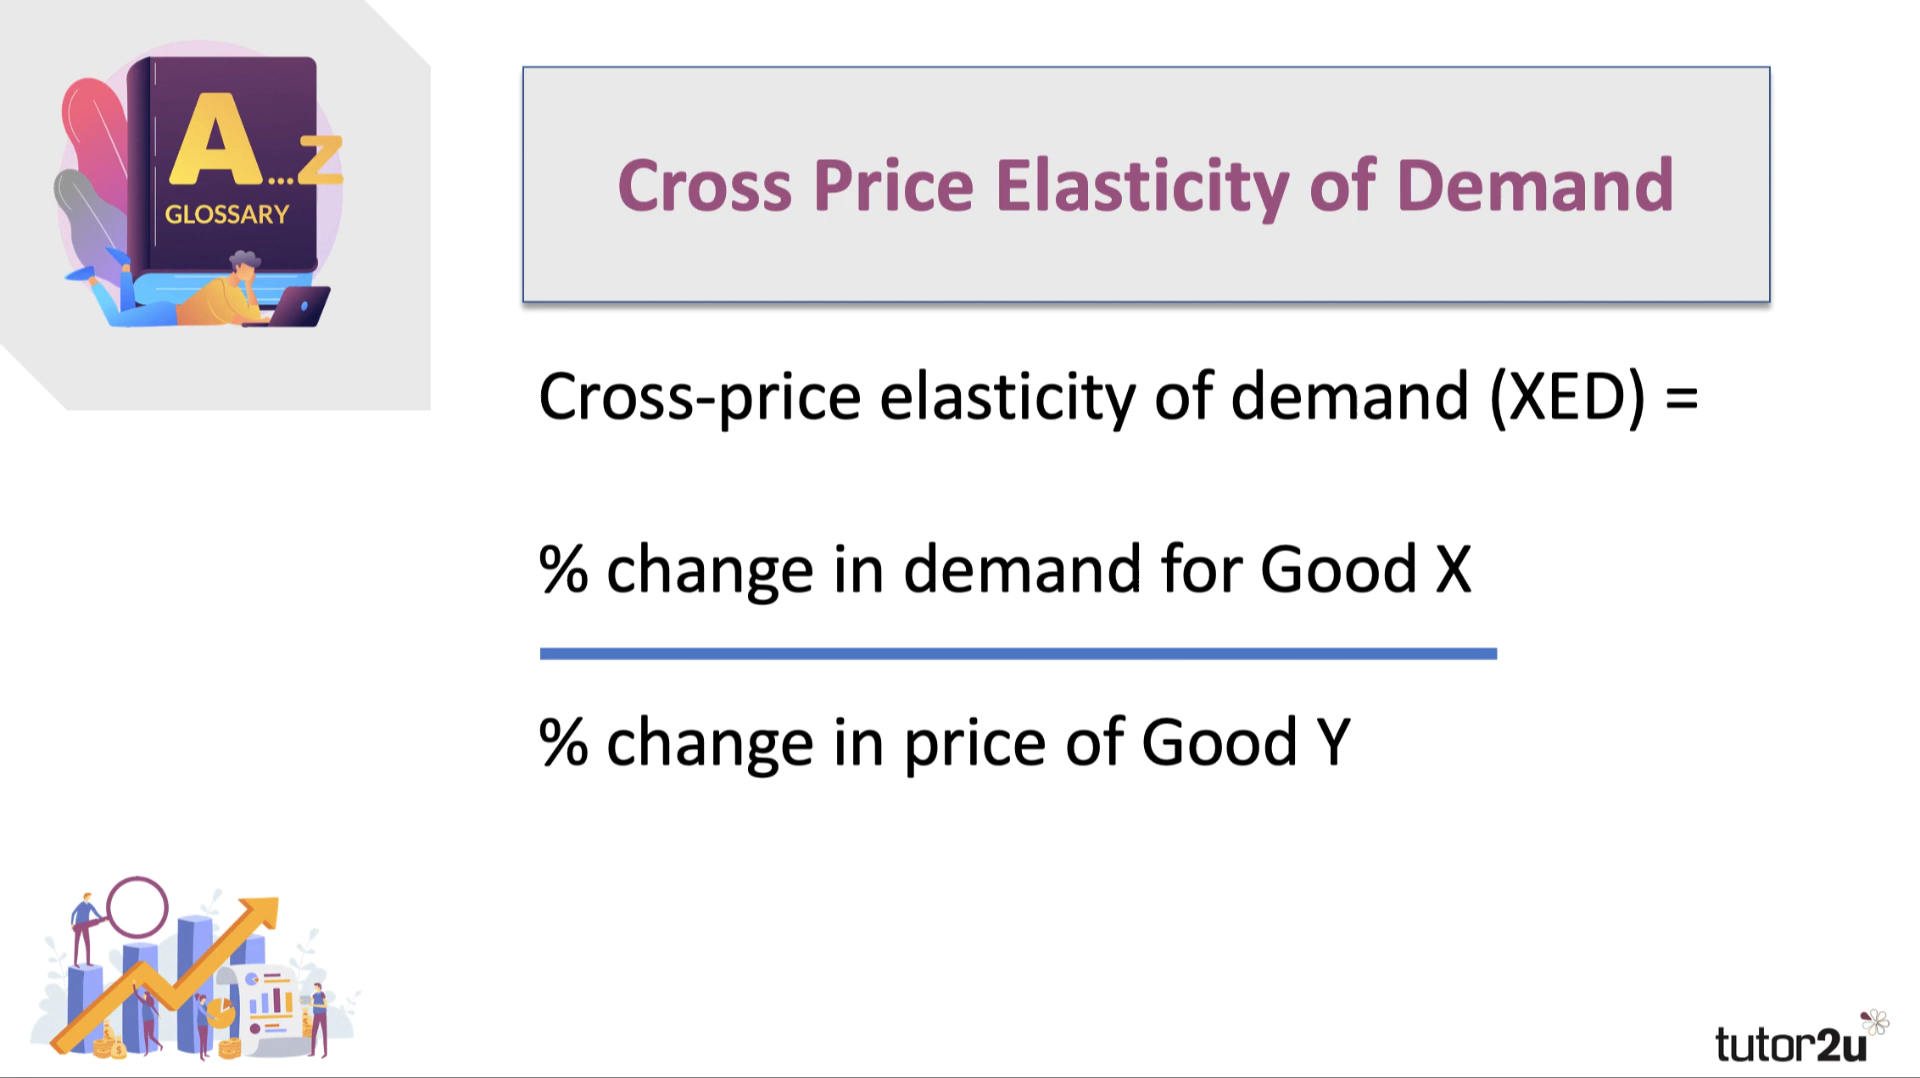 A...Z
GLOSSARY
Cross Price Elasticity of Demand
Cross-price elasticity of demand (XED) =
% change in demand for Good X
% change in price of Good Y
tutor2u